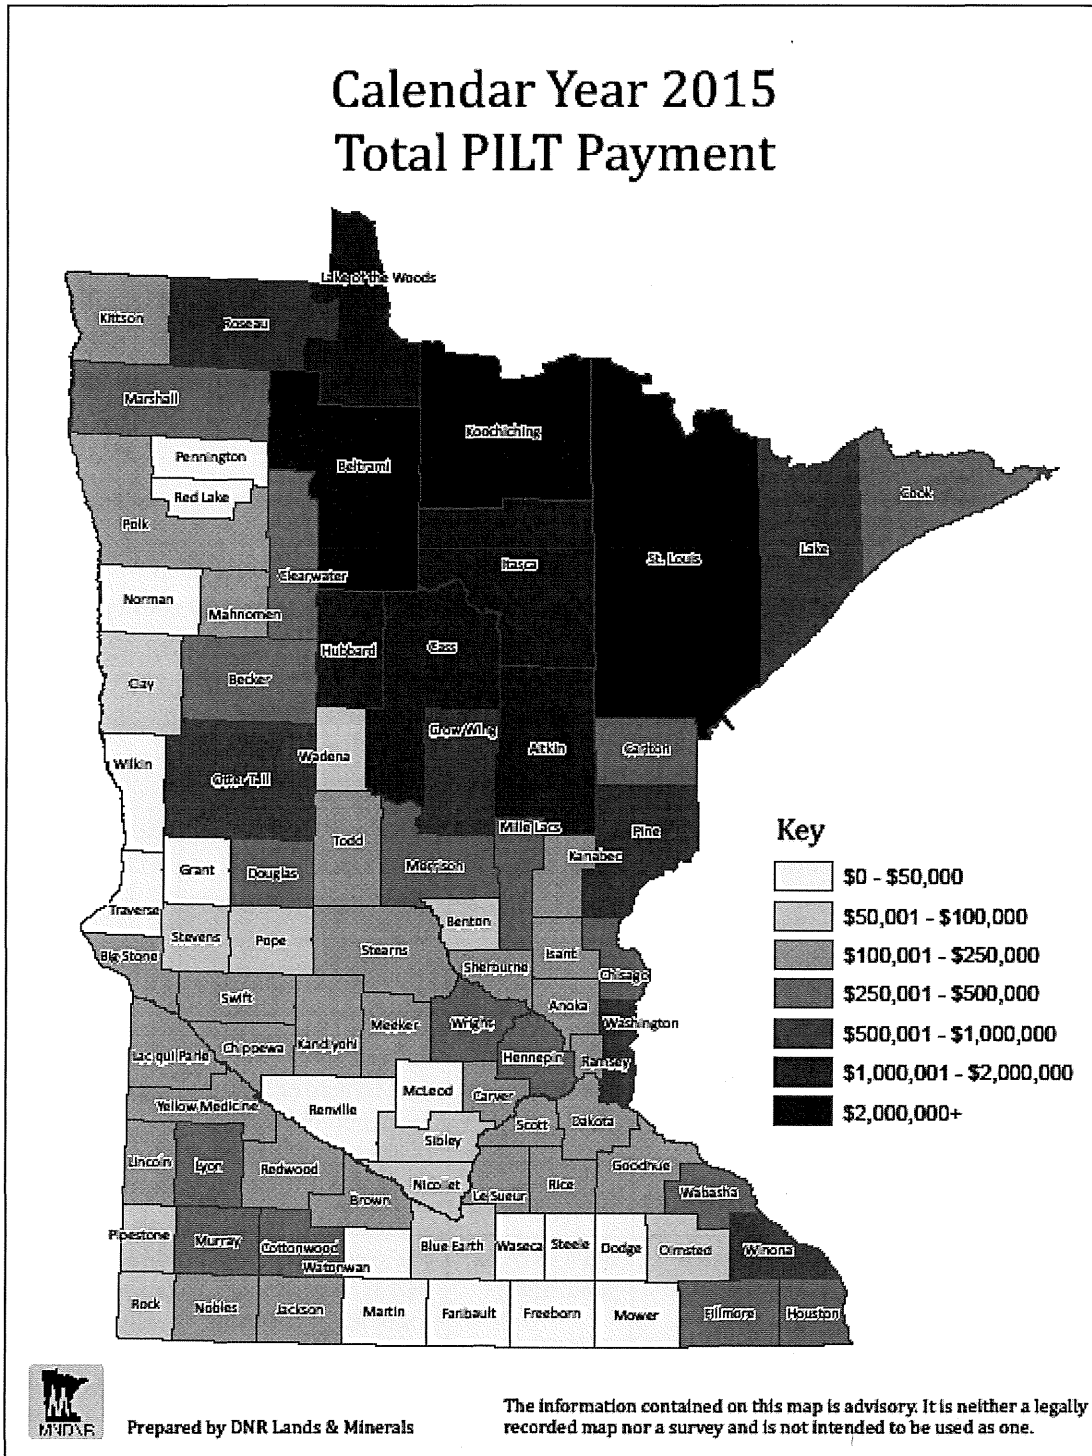 Calendar Year 2015
Total PILT Payment
Lake of the Woods
Kittson
Roseau
Marshall
Koochiching
Pennington
Beltrami
Red Lake
Cook
Polk
Lake
St. Louis
Itasca
Clearwater
Norman
Mahnomen
Hubbard
Cass
Clay
Becker
Crow Wing
Aitkin
Carlton
Wadena
Wilkin
Otter Tail
Mille Lacs
Pine
Todd
Kanabec
Morrison
Grant
Douglas
Traverse
Benton
Stevens
Pope
Stearns
Isanti
Big Stone
Sherburne
Chisago
Swift
Anoka
Meeker
Wright
Washington
Kandiyohi
Chippewa
Lac qui Parle
Hennepin
Ramsey
McLeod
Carver
Yellow Medicine
Renville
Scott
Dakota
Sibley
Lincoln
Lyon
Redwood
Goodhue
Nicollet
Rice
Le Sueur
Wabasha
Brown
Pipestone
Murray
Cottonwood
Blue Earth
Waseca
Steele
Dodge
Olmsted
Winona
Watonwan
Rock
Nobles
Jackson
Martin
Faribault
Freeborn
Mower
Fillmore
Houston
Key
$0 - $50,000
$50,001 - $100,000
$100,001 - $250,000
$250,001 - $500,000
$500,001 - $1,000,000
$1,000,001 - $2,000,000
$2,000,000+
MNDNR
Prepared by DNR Lands & Minerals
The information contained on this map is advisory. It is neither a legally
recorded map nor a survey and is not intended to be used as one.